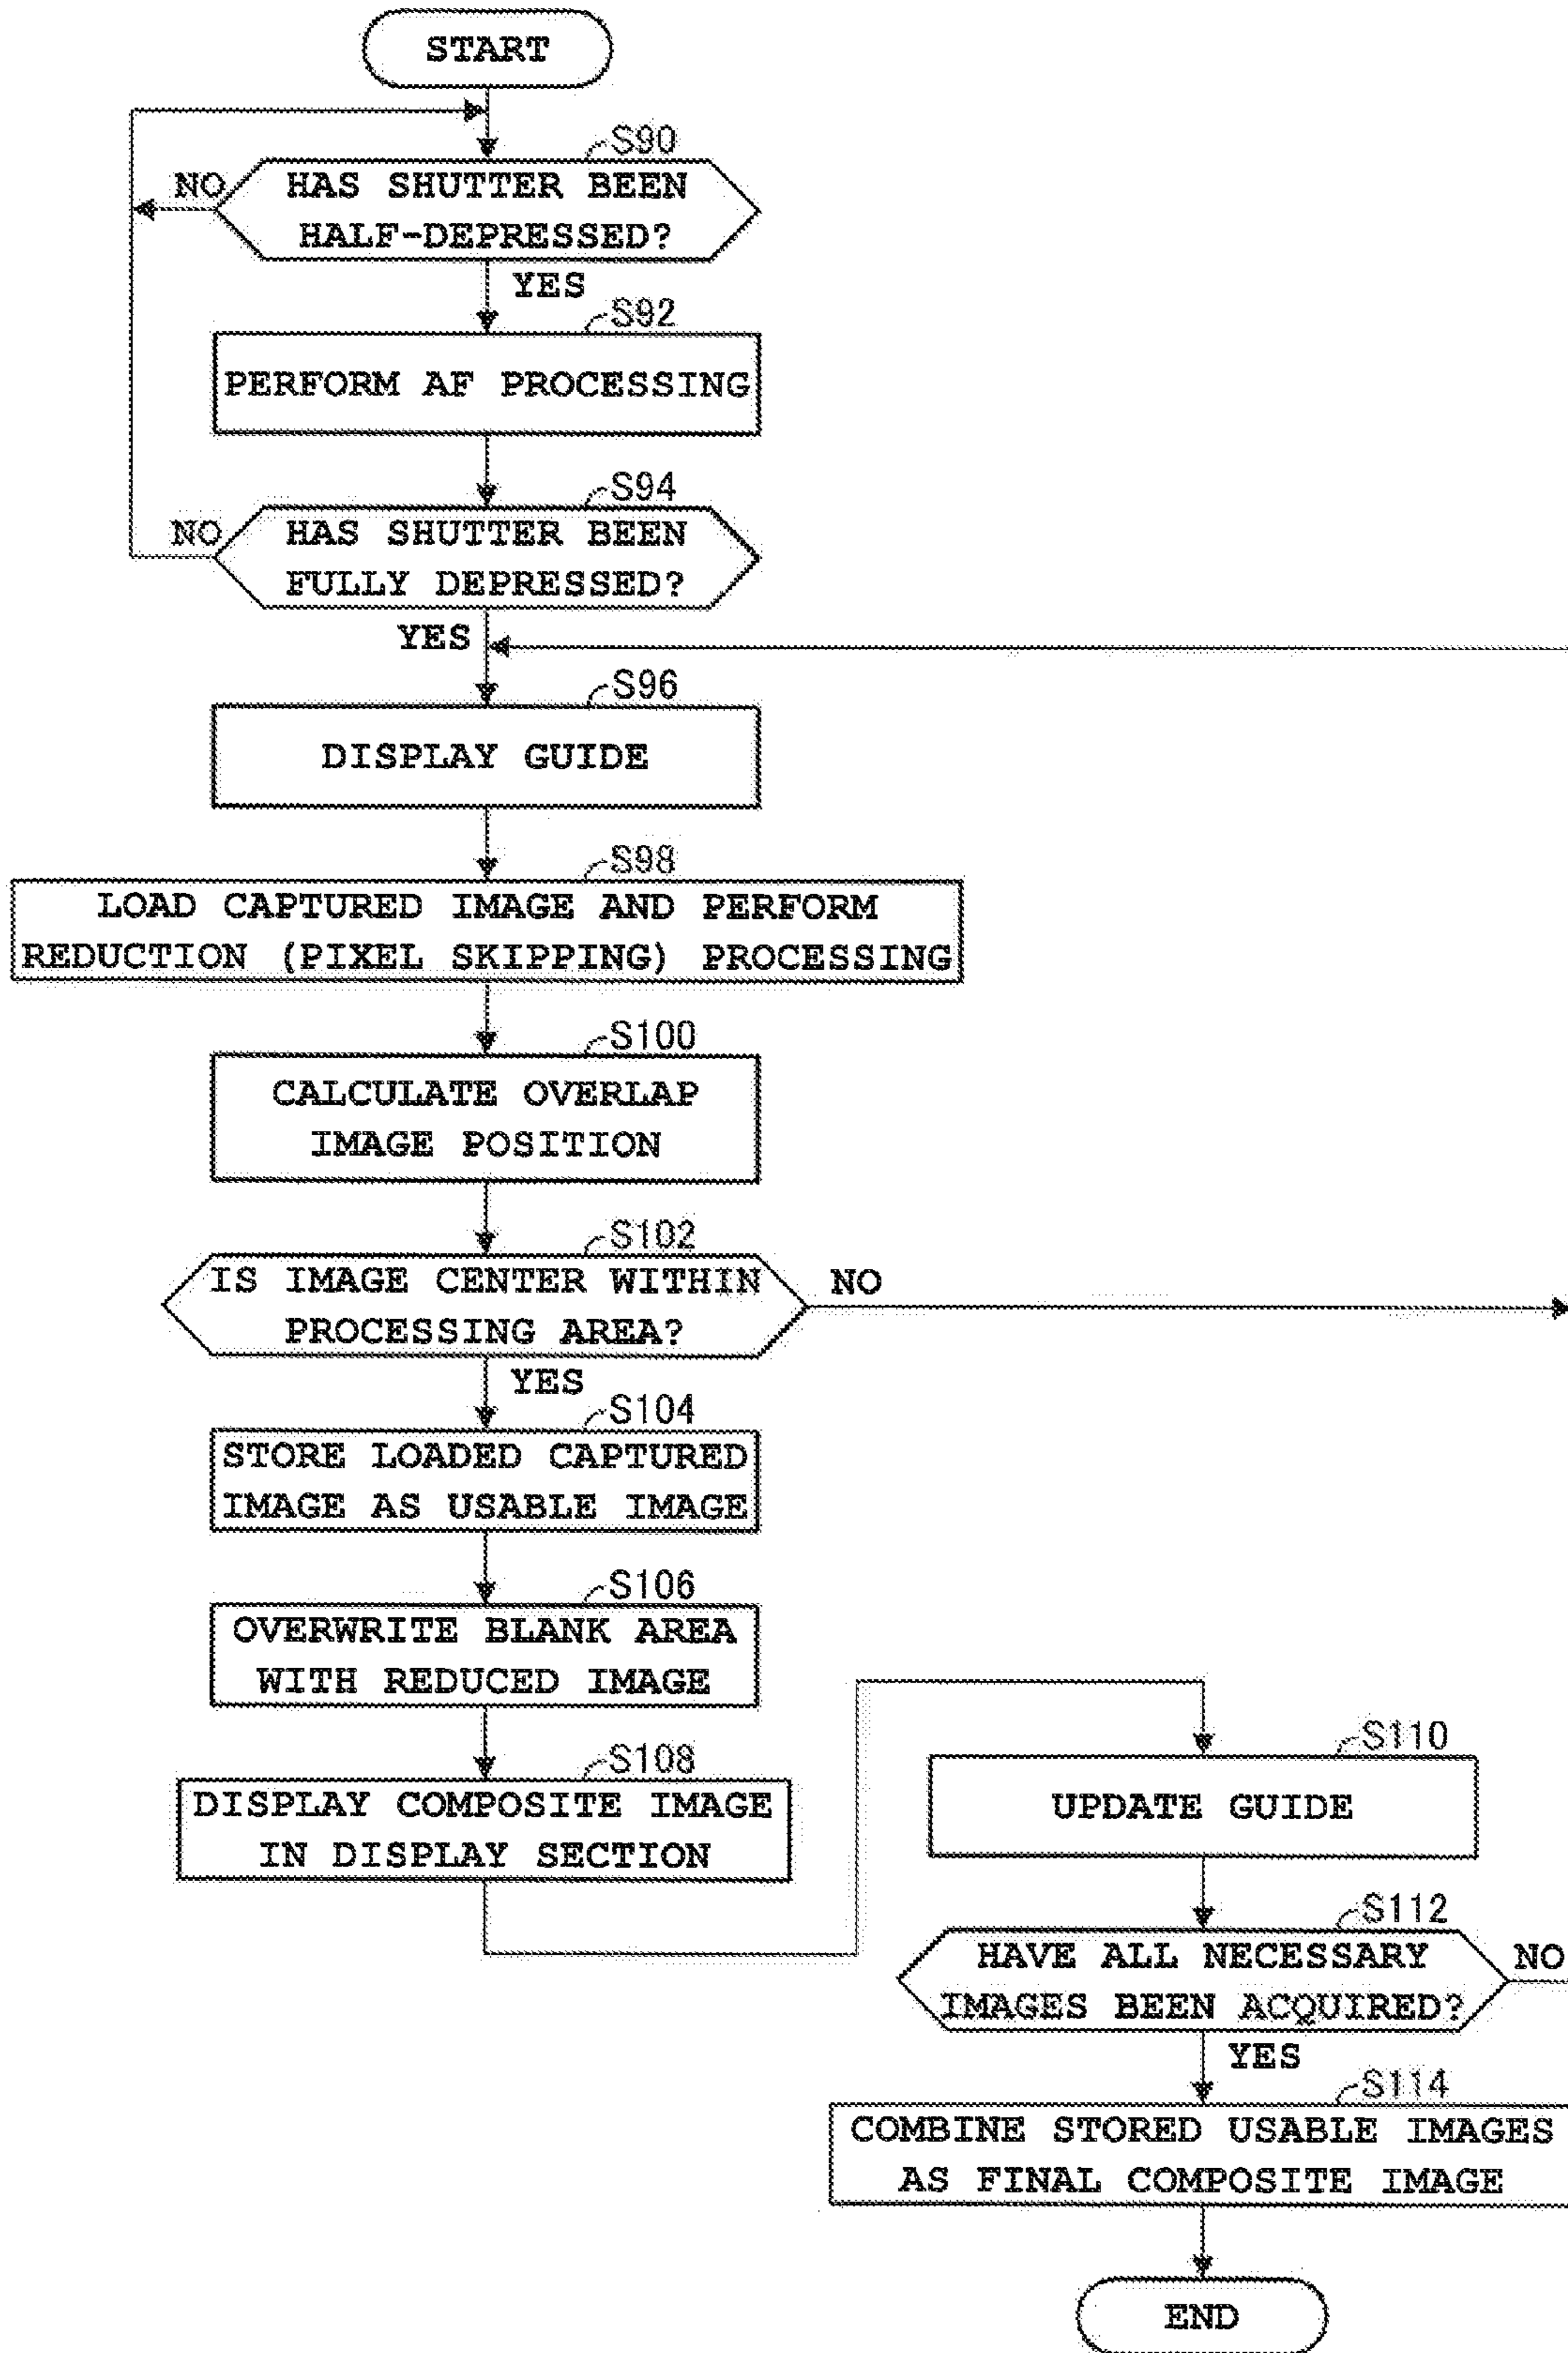 START
S90
NO
HAS SHUTTER BEEN
HALF-DEPRESSED?
YES
S92
PERFORM AF PROCESSING
S94
NO
HAS SHUTTER BEEN
FULLY DEPRESSED?
YES
S96
DISPLAY GUIDE
S98
LOAD CAPTURED IMAGE AND PERFORM
REDUCTION (PIXEL SKIPPING) PROCESSING
S100
CALCULATE OVERLAP
IMAGE POSITION
S102
IS IMAGE CENTER WITHIN
PROCESSING AREA?
NO
YES
S104
STORE LOADED CAPTURED
IMAGE AS USABLE IMAGE
S106
OVERWRITE BLANK AREA
WITH REDUCED IMAGE
S108
DISPLAY COMPOSITE IMAGE
IN DISPLAY SECTION
S110
UPDATE GUIDE
S112
HAVE ALL NECESSARY
IMAGES BEEN ACQUIRED?
NO
YES
S114
COMBINE STORED USABLE IMAGES
AS FINAL COMPOSITE IMAGE
END